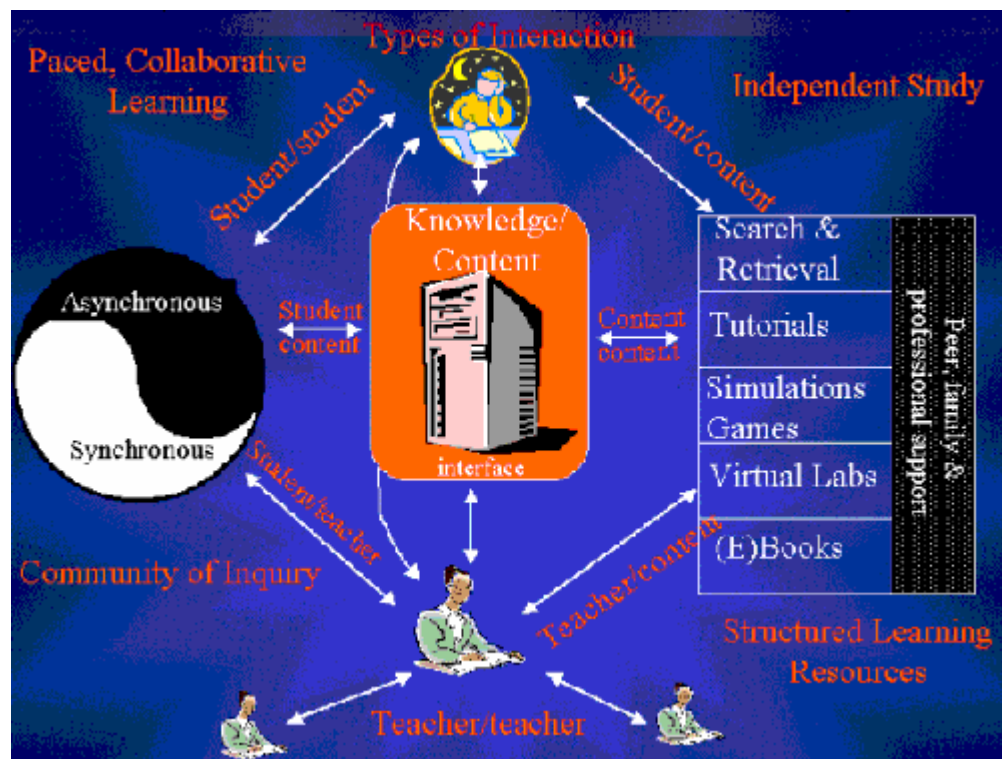 Types of Interaction
Paced, Collaborative
Learning
Independent Study
Student/student
Student/content
Knowledge/
Content
Search &
Retrieval
Asynchronous
Student
content
Content
content
Tutorials
Peer, family &
professional support
Simulations
Games
Synchronous
interface
Virtual Labs
Student/teacher
(E)Books
Community of Inquiry
Teacher/content
Structured Learning
Resources
Teacher/teacher